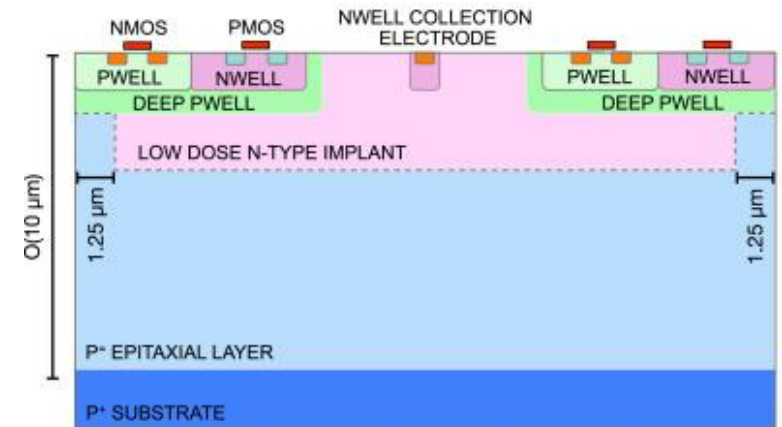 NMOS
PMOS
NWELL COLLECTION
ELECTRODE
PWELL
NWELL
PWELL
NWELL
DEEP PWELL
DEEP PWELL
LOW DOSE N-TYPE IMPLANT
O(10 μm)
1.25 μm
1.25 μm
P⁻ EPITAXIAL LAYER
P⁺ SUBSTRATE